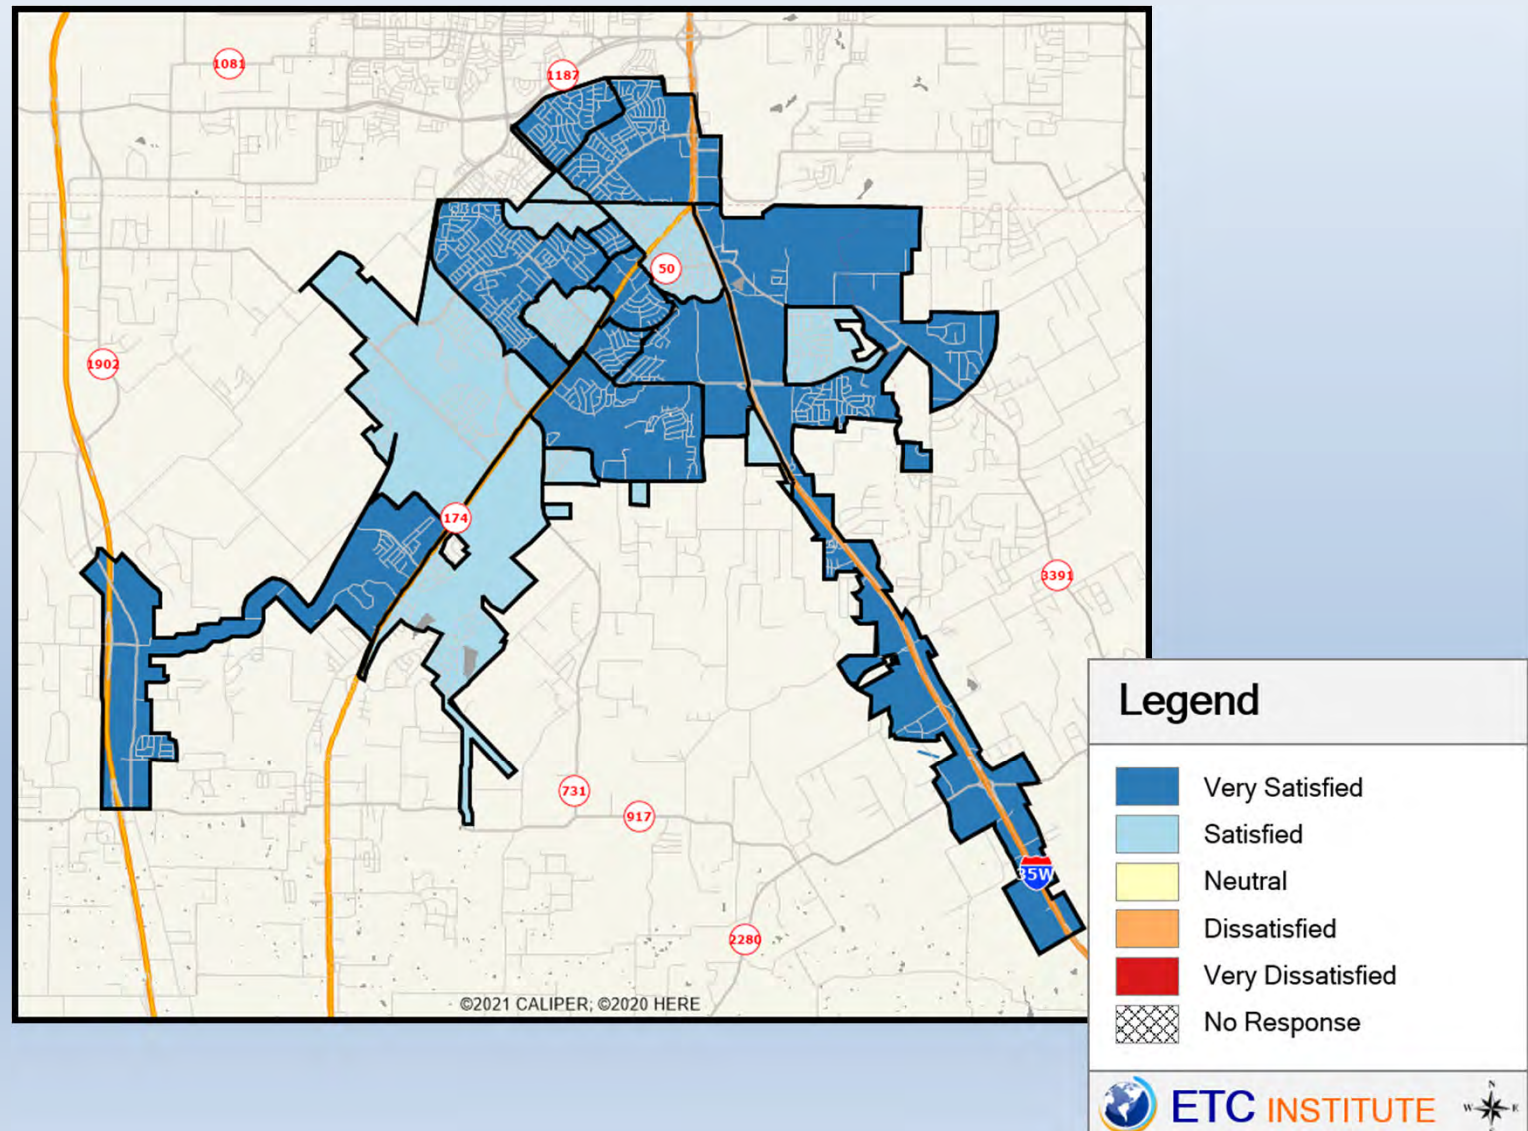 1081
1187
50
1902
174
3391
731
917
35W
2280
©2021 CALIPER; ©2020 HERE
Legend
Very Satisfied
Satisfied
Neutral
Dissatisfied
Very Dissatisfied
No Response
ETC INSTITUTE
N
W E